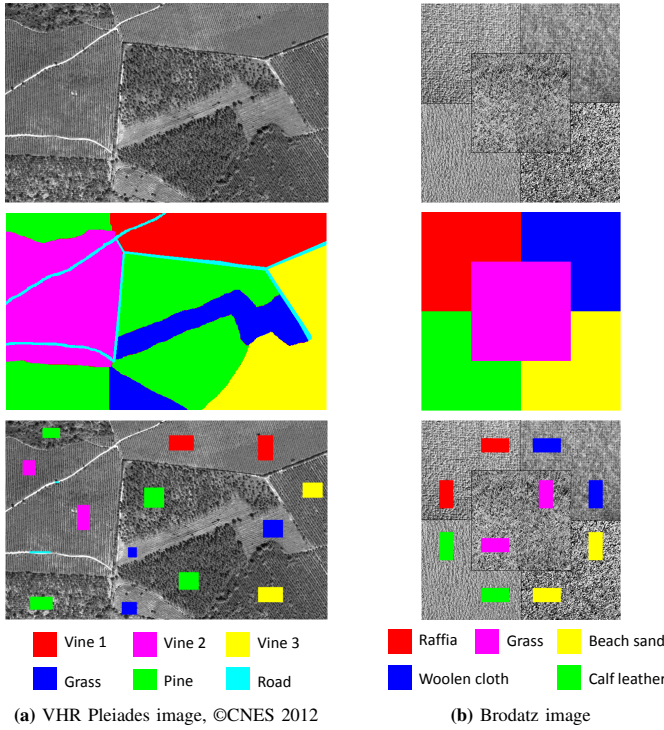 Vine 1 Vine 2 Vine 3
Grass Pine Road
(a) VHR Pleiades image, ©CNES 2012
Raffia Grass Beach sand
Woolen cloth Calf leather
(b) Brodatz image